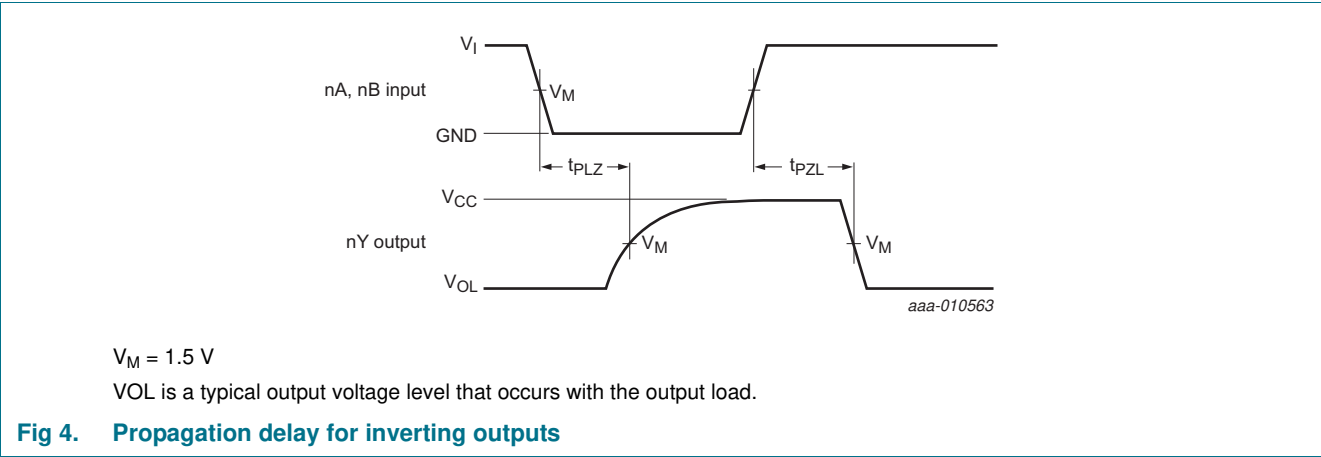 V_I
nA, nB input
V_M
GND
t_PLZ
t_PZL
V_CC
nY output
V_M
V_M
V_OL
aaa-010563
V_M = 1.5 V
VOL is a typical output voltage level that occurs with the output load.
Fig 4. Propagation delay for inverting outputs